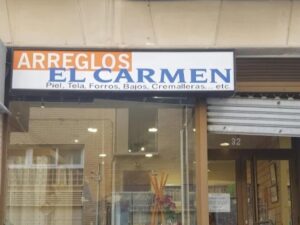 ARREGLOS
EL CARMEN
Piel, Tela, Forros, Bajos, Cremalleras... etc.
32